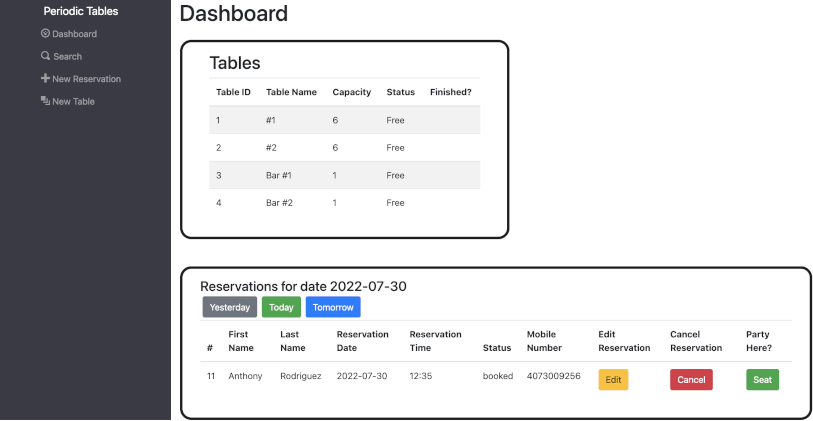 Periodic Tables
Dashboard
Search
New Reservation
New Table
Dashboard
Tables
Table ID Table Name Capacity Status Finished?
1 #1 6 Free
2 #2 6 Free
3 Bar #1 1 Free
4 Bar #2 1 Free
Reservations for date 2022-07-30
Yesterday Today Tomorrow
# First Name Last Name Reservation Date Reservation Time Status Mobile Number Edit Reservation Cancel Reservation Party Here?
11 Anthony Rodriguez 2022-07-30 12:35 booked 4073009256 Edit Cancel Seat